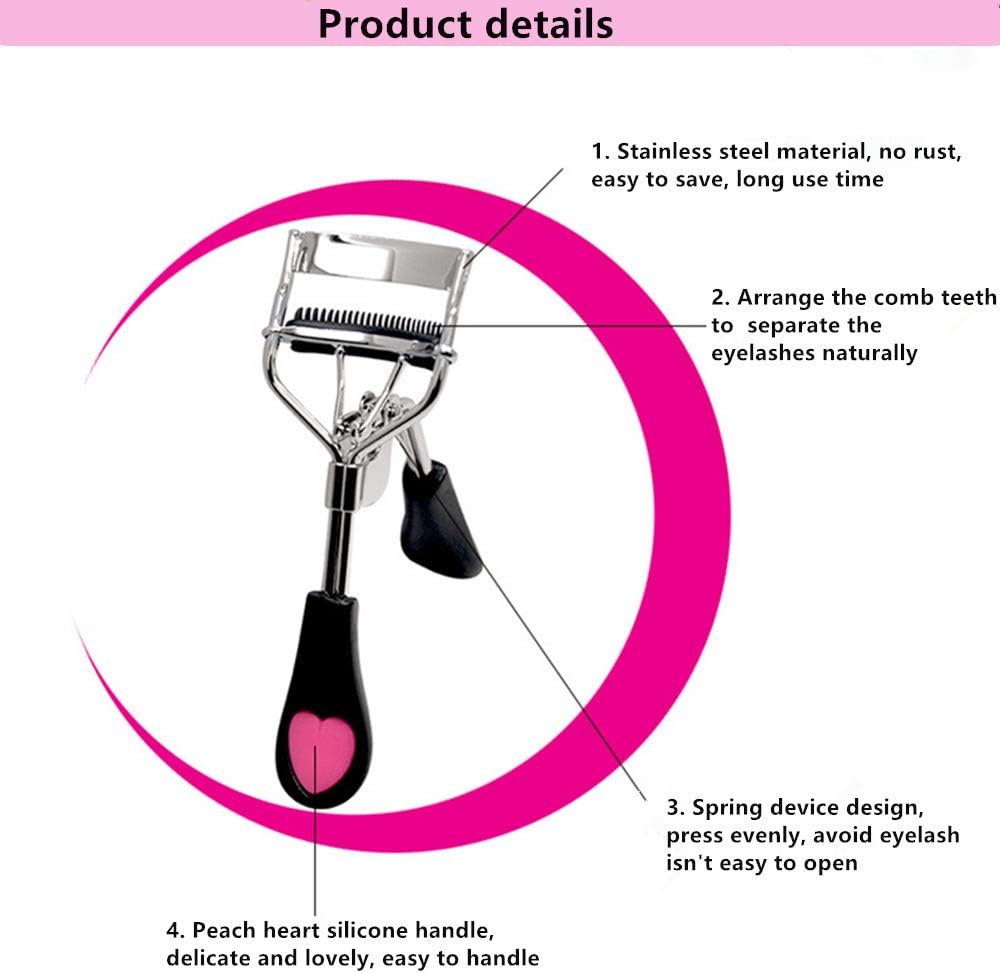 Product details
1. Stainless steel material, no rust,
easy to save, long use time
2. Arrange the comb teeth
to separate the
eyelashes naturally
3. Spring device design,
press evenly, avoid eyelash
isn't easy to open
4. Peach heart silicone handle,
delicate and lovely, easy to handle